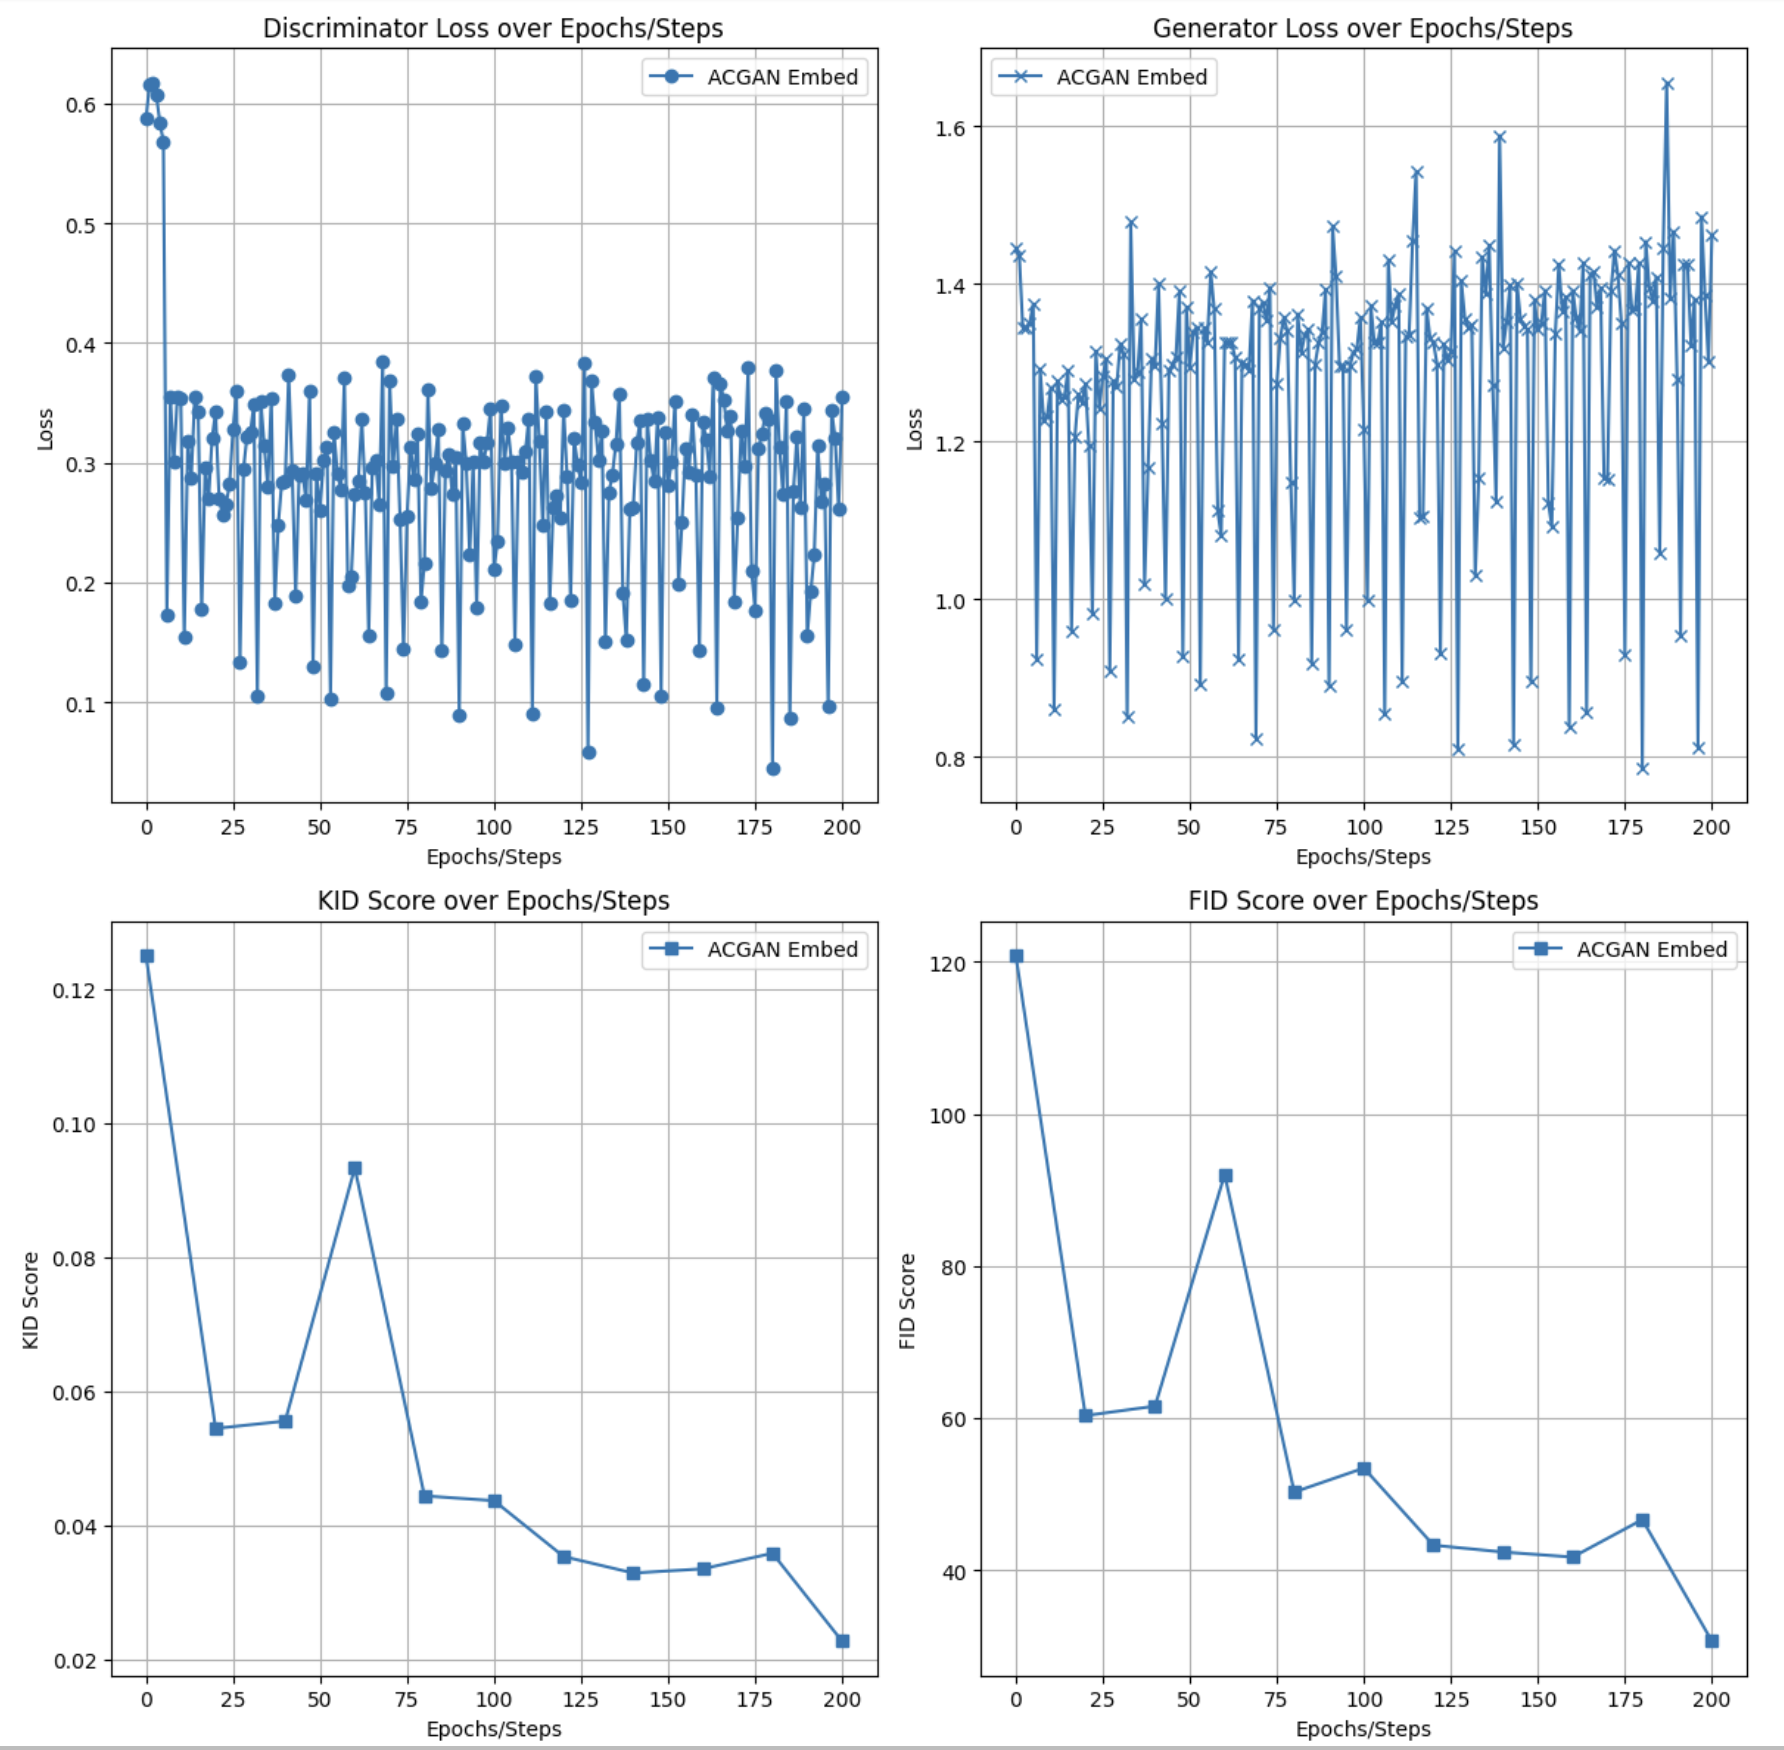 Discriminator Loss over Epochs/Steps
ACGAN Embed
0.6
0.5
0.4
0.3
0.2
0.1
Loss
0 25 50 75 100 125 150 175 200
Epochs/Steps
Generator Loss over Epochs/Steps
ACGAN Embed
1.6
1.4
1.2
1.0
0.8
Loss
0 25 50 75 100 125 150 175 200
Epochs/Steps
KID Score over Epochs/Steps
ACGAN Embed
0.12
0.10
0.08
0.06
0.04
0.02
KID Score
0 25 50 75 100 125 150 175 200
Epochs/Steps
FID Score over Epochs/Steps
ACGAN Embed
120
100
80
60
40
FID Score
0 25 50 75 100 125 150 175 200
Epochs/Steps